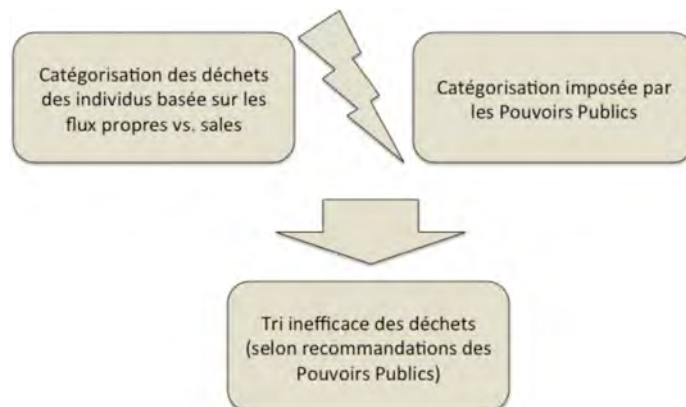 Catégorisation des déchets
des individus basée sur les
flux propres vs. sales
Catégorisation imposée par
les Pouvoirs Publics
Tri inefficace des déchets
(selon recommandations des
Pouvoirs Publics)